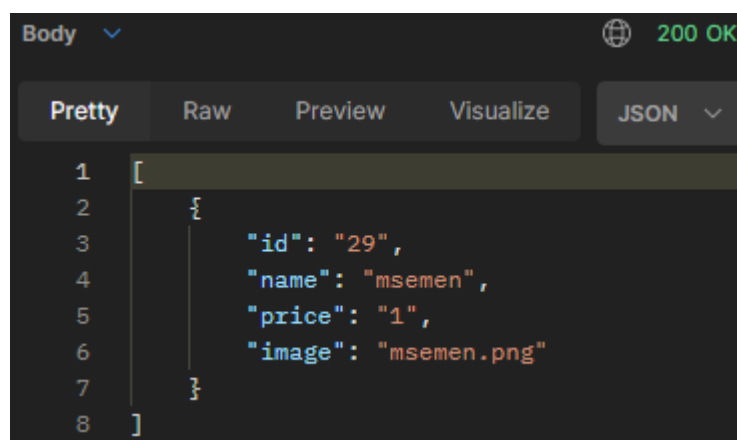 Body 200 OK
Pretty Raw Preview Visualize JSON
1 [
2 {
3 "id": "29",
4 "name": "msemen",
5 "price": "1",
6 "image": "msemen.png"
7 }
8 ]